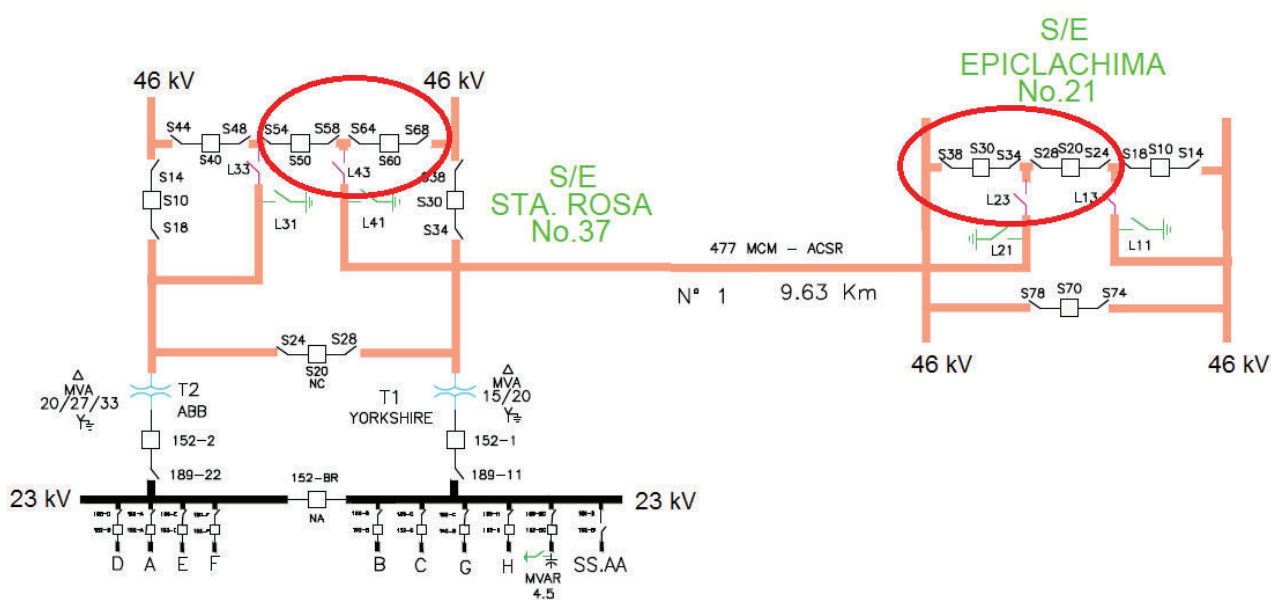 S/E
EPICLACHIMA
No.21
46 kV
46 kV
S44
S48
S54
S58
S64
S68
S40
S50
S60
S38
S30
S34
S28
S20
S24
S18
S10
S14
S14
L33
L43
S38
S10
S30
S18
S34
L31
L41
S/E
STA. ROSA
No.37
L23
L13
L21
L11
477 MCM - ACSR
N° 1
9.63 Km
S78
S70
S74
S24
S28
S20
NC
46 kV
46 kV
Δ
MVA
20/27/33
Y
T2
ABB
T1
YORKSHIRE
Δ
MVA
15/20
Y
152-2
152-1
189-22
152-BR
189-11
23 kV
NA
23 kV
D
A
E
F
B
C
G
H
MVAR
4.5
SS.AA